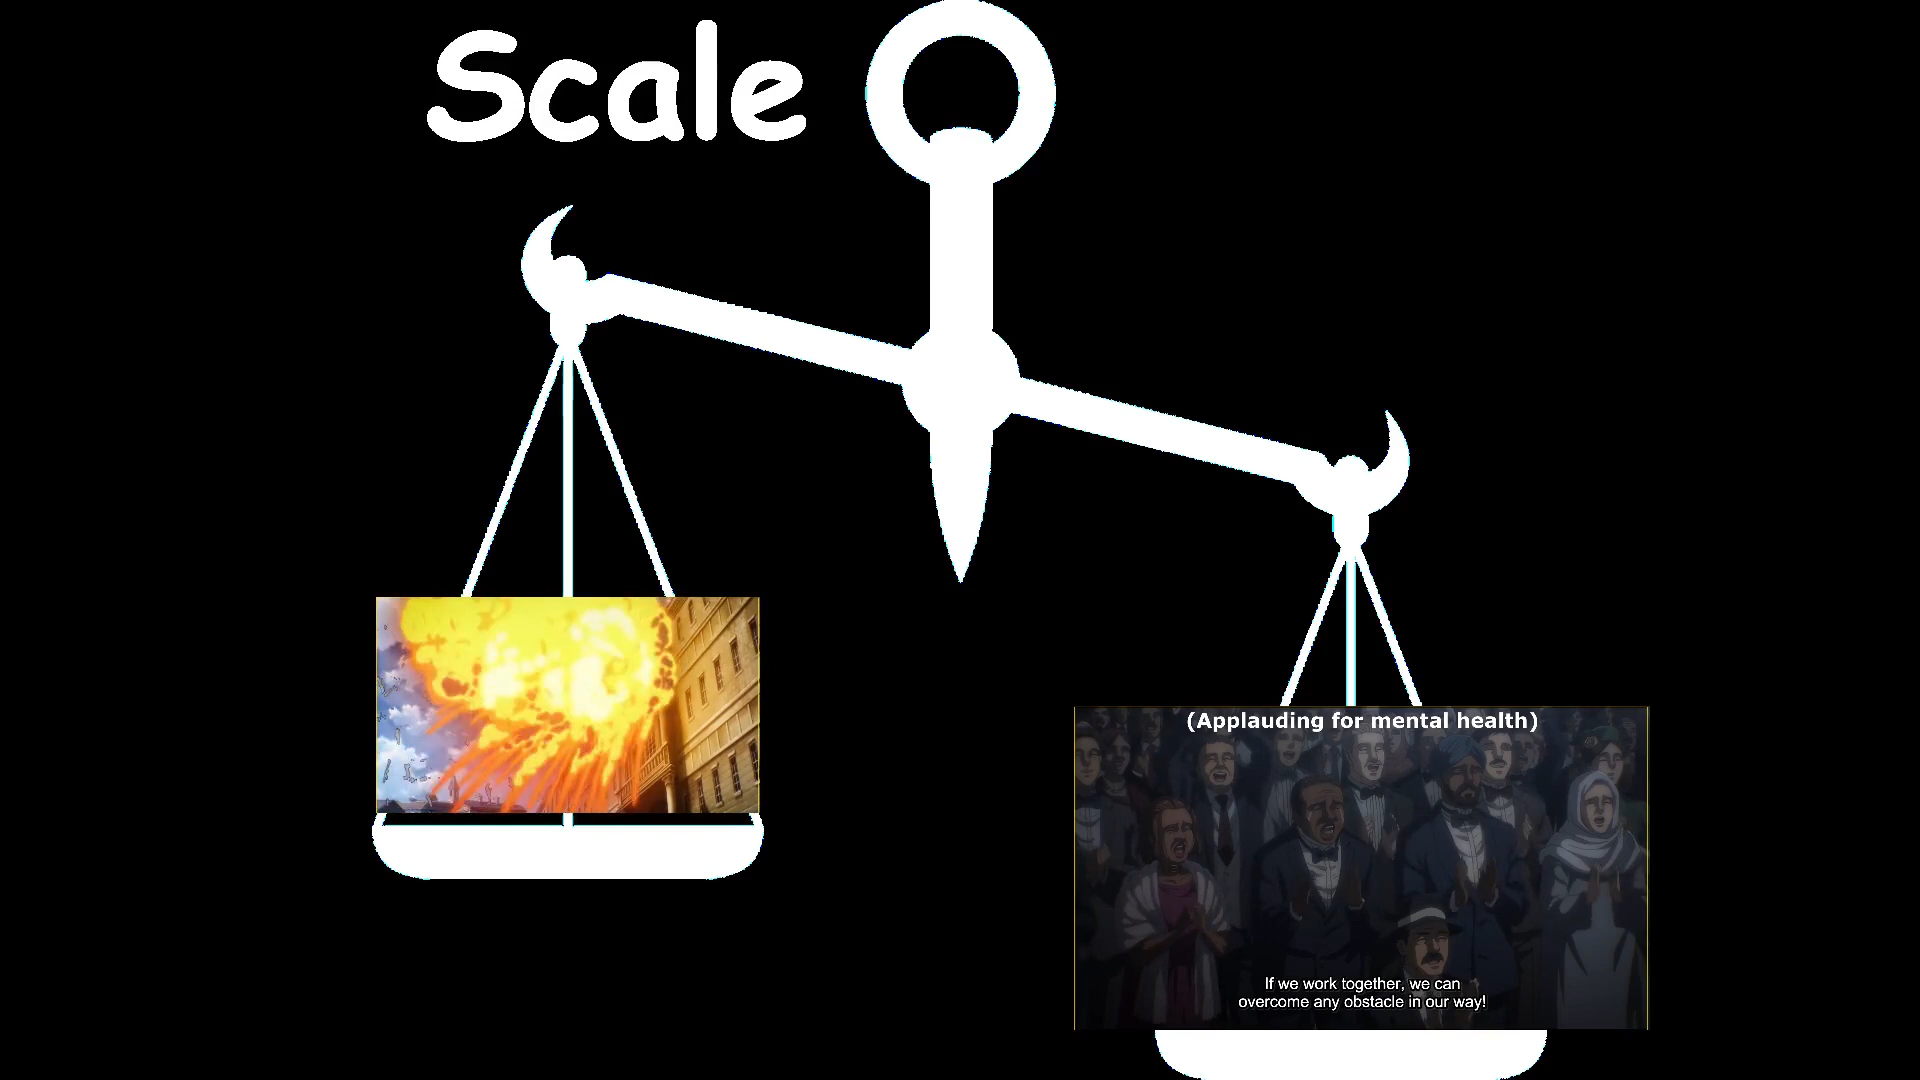 Scale
(Applauding for mental health)
If we work together, we can
overcome any obstacle in our way!